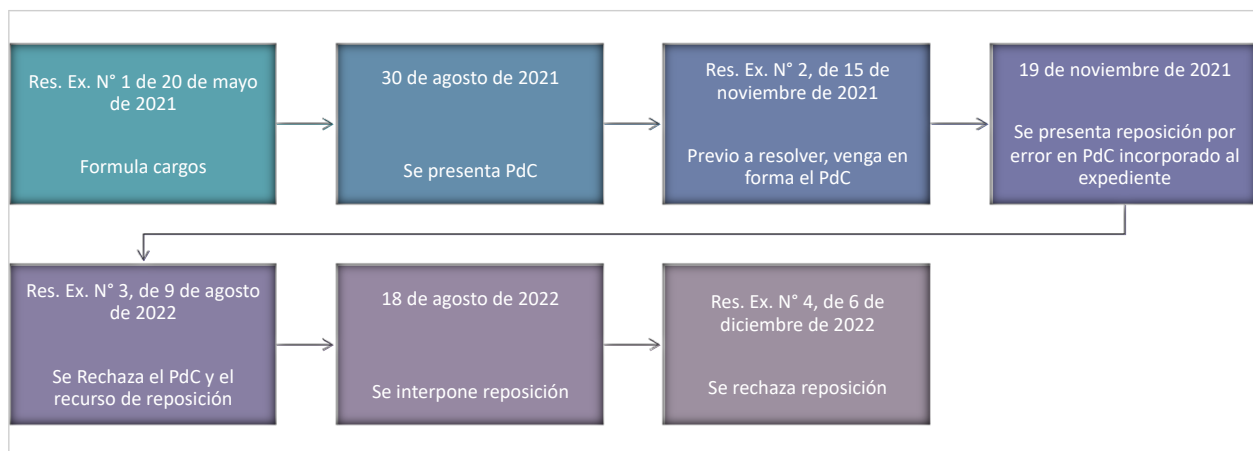 Res. Ex. N° 1 de 20 de mayo
de 2021
Formula cargos
30 de agosto de 2021
Se presenta PdC
Res. Ex. N° 2, de 15 de
noviembre de 2021
Previo a resolver, venga en
forma el PdC
19 de noviembre de 2021
Se presenta reposición por
error en PdC incorporado al
expediente
Res. Ex. N° 3, de 9 de agosto
de 2022
Se Rechaza el PdC y el
recurso de reposición
18 de agosto de 2022
Se interpone reposición
Res. Ex. N° 4, de 6 de
diciembre de 2022
Se rechaza reposición